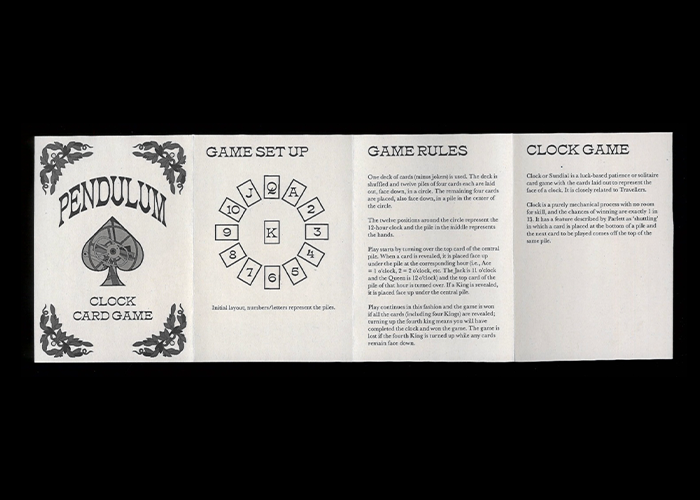 PENDULUM
CLOCK
CARD GAME
GAME SET UP
Q
J
A
10
2
9
K
3
8
4
7
5
6
Initial layout; numbers/letters represent the piles.
GAME RULES
One deck of cards (minus jokers) is used. The deck is
shuffled and twelve piles of four cards each are laid
out, face down, in a circle. The remaining four cards
are placed, also face down, in a pile in the center of
the circle.
The twelve positions around the circle represent the
12-hour clock and the pile in the middle represents
the hands.
Play starts by turning over the top card of the central
pile. When a card is revealed, it is placed face up
under the pile at the corresponding hour (i.e., Ace
= 1 o'clock, 2 = 2 o'clock, etc. The Jack is 11 o'clock
and the Queen is 12 o'clock) and the top card of the
pile of that hour is turned over. If a King is revealed,
it is placed face up under the central pile.
Play continues in this fashion and the game is won
if all the cards (including four Kings) are revealed;
turning up the fourth king means you will have
completed the clock and won the game. The game is
lost if the fourth King is turned up while any cards
remain face down.
CLOCK GAME
Clock or Sundial is a luck-based patience or solitaire
card game with the cards laid out to represent the
face of a clock. It is closely related to Travellers.
Clock is a purely mechanical process with no room
for skill, and the chances of winning are exactly 1 in
13. It has a feature described by Parlett as 'shuttling'
in which a card is placed at the bottom of a pile and
the next card to be played comes off the top of the
same pile.